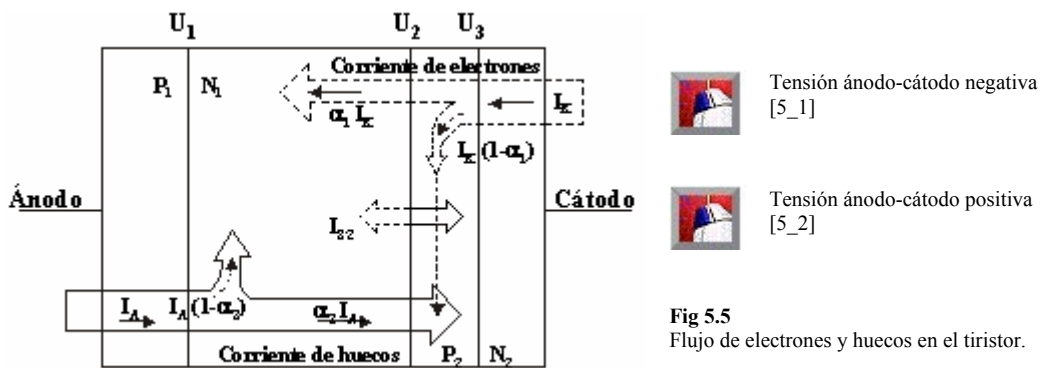 U1 U2 U3
Corriente de electrones
P1 N1
α1 IK
IK
IK (1-α1)
Ánodo
Cátodo
IS2
IA
IA (1-α2)
α2 IA
Corriente de huecos
P2 N2
Tensión ánodo-cátodo negativa
[5_1]
Tensión ánodo-cátodo positiva
[5_2]
Fig 5.5
Flujo de electrones y huecos en el tiristor.